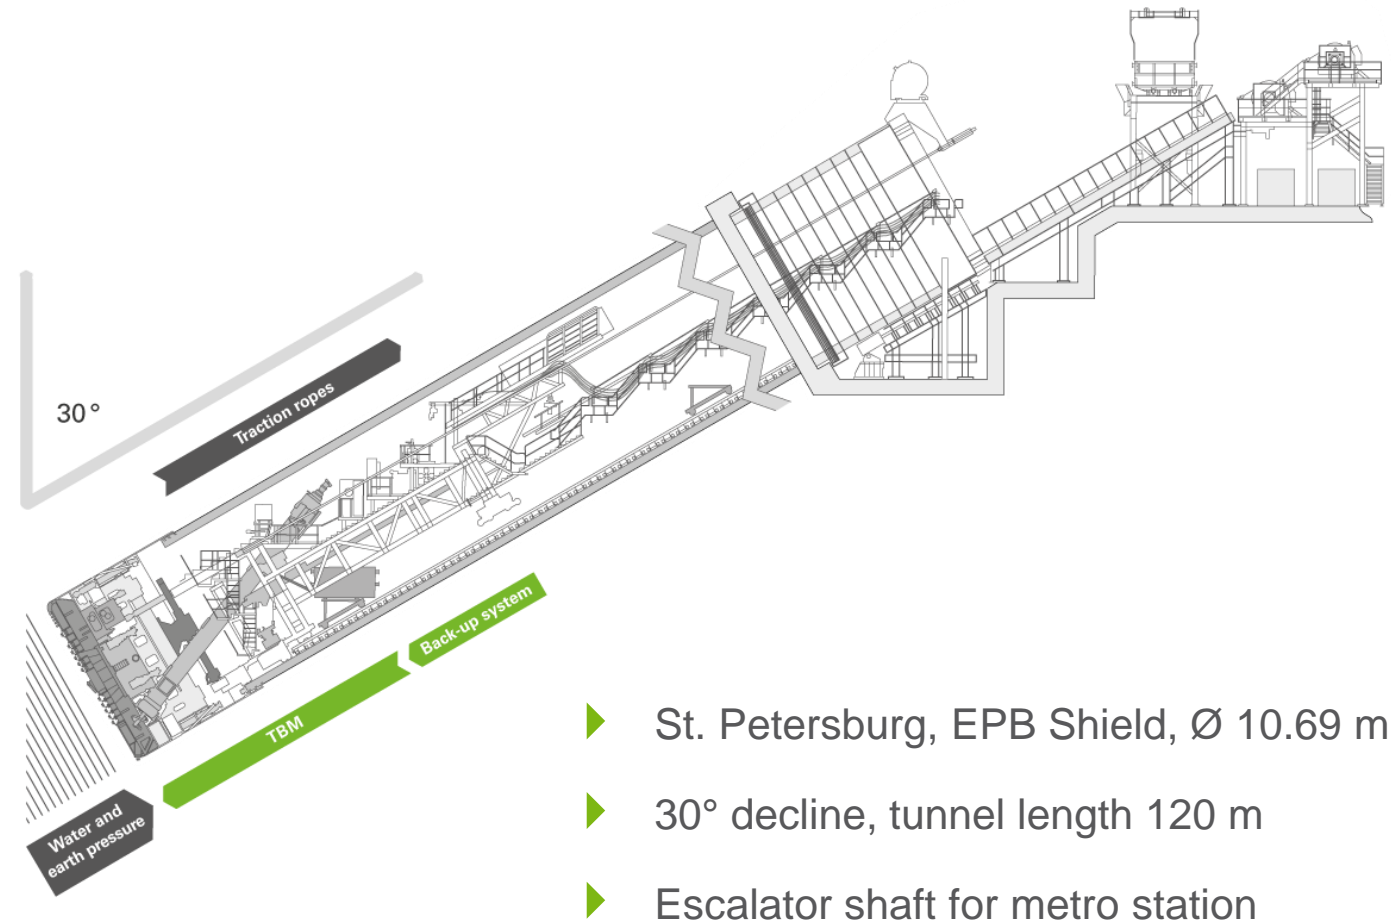 30°
Traction ropes
Back-up system
TBM
Water and
earth pressure
St. Petersburg, EPB Shield, Ø 10.69 m
30° decline, tunnel length 120 m
Escalator shaft for metro station